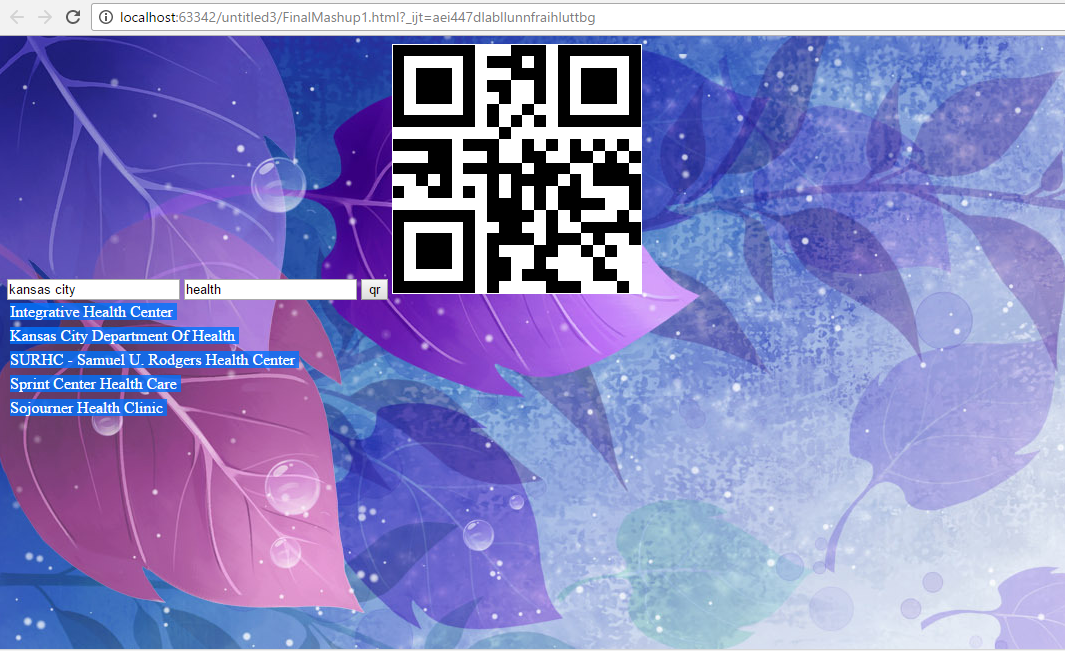 localhost:63342/untitled3/FinalMashup1.html?_ijt=aei447dlabllunnfraihluttbg
kansas city health qr
Integrative Health Center
Kansas City Department Of Health
SURHC - Samuel U. Rodgers Health Center
Sprint Center Health Care
Sojourner Health Clinic